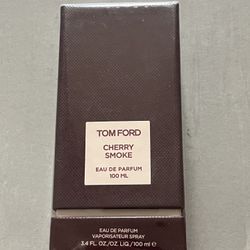 TOM FORD
CHERRY
SMOKE
EAU DE PARFUM
100 ML
EAU DE PARFUM
VAPORISATEUR SPRAY
3.4 FL. OZ./OZ. LIQ./100 ml ℮